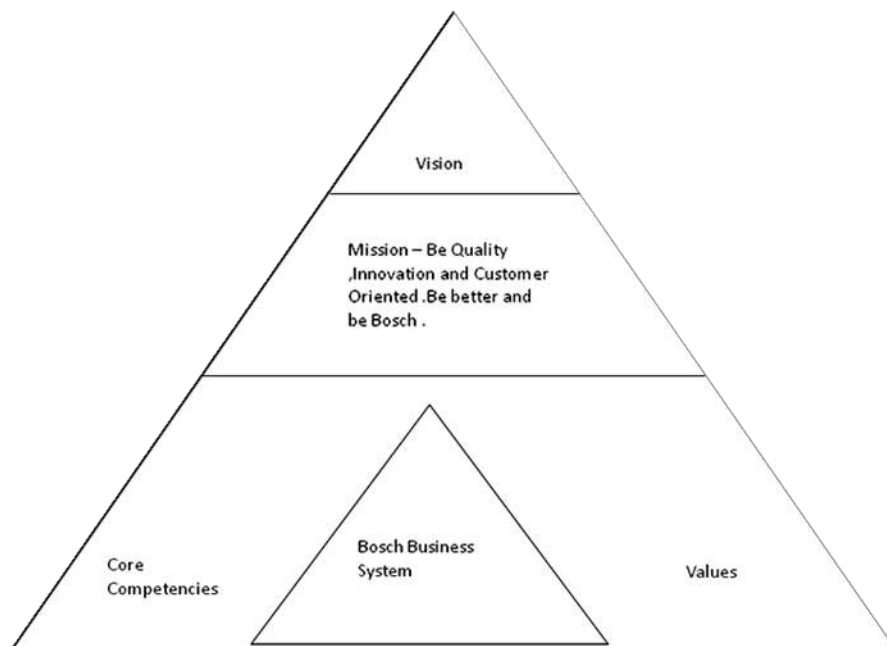 Vision
Mission – Be Quality
,Innovation and Customer
Oriented .Be better and
be Bosch .
Core
Competencies
Bosch Business
System
Values